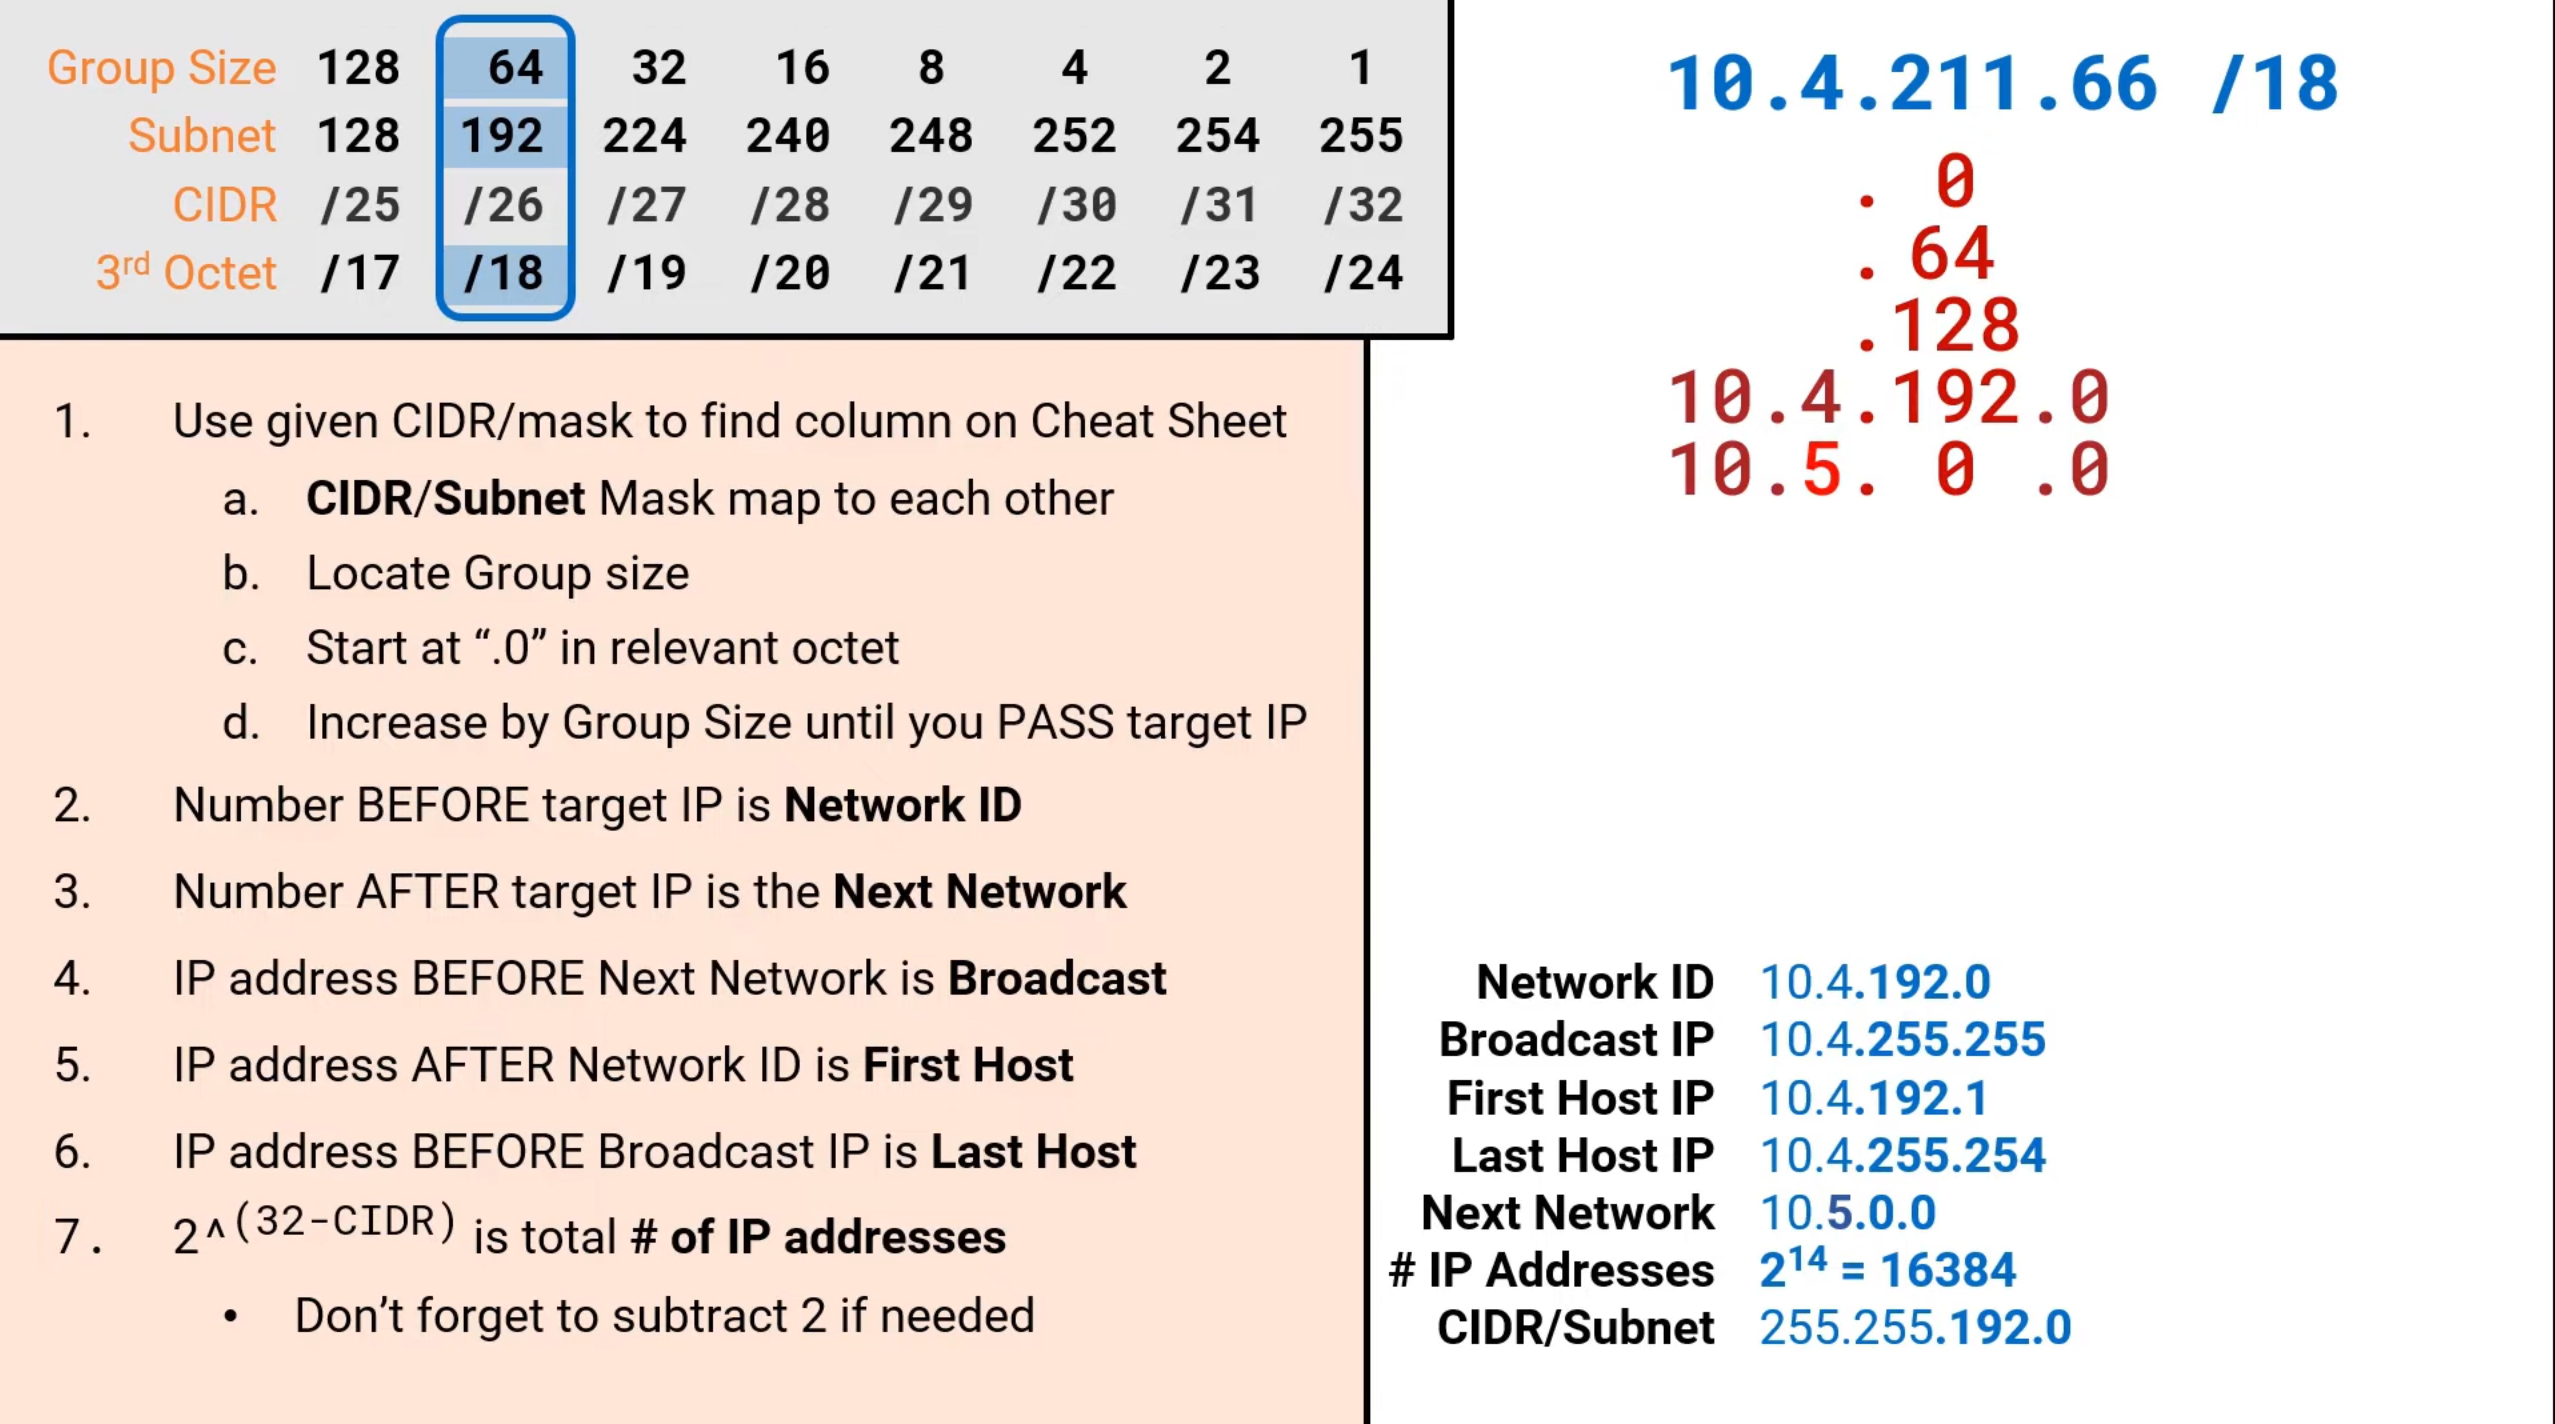 Group Size 128 64 32 16 8 4 2 1
Subnet 128 192 224 240 248 252 254 255
CIDR /25 /26 /27 /28 /29 /30 /31 /32
3rd Octet /17 /18 /19 /20 /21 /22 /23 /24
1. Use given CIDR/mask to find column on Cheat Sheet
a. CIDR/Subnet Mask map to each other
b. Locate Group size
c. Start at “.0” in relevant octet
d. Increase by Group Size until you PASS target IP
2. Number BEFORE target IP is Network ID
3. Number AFTER target IP is the Next Network
4. IP address BEFORE Next Network is Broadcast
5. IP address AFTER Network ID is First Host
6. IP address BEFORE Broadcast IP is Last Host
7. 2^(32-CIDR) is total # of IP addresses
• Don’t forget to subtract 2 if needed
10.4.211.66 /18
. 0
. 64
.128
10.4.192.0
10.5. 0 .0
Network ID 10.4.192.0
Broadcast IP 10.4.255.255
First Host IP 10.4.192.1
Last Host IP 10.4.255.254
Next Network 10.5.0.0
# IP Addresses 2¹⁴ = 16384
CIDR/Subnet 255.255.192.0